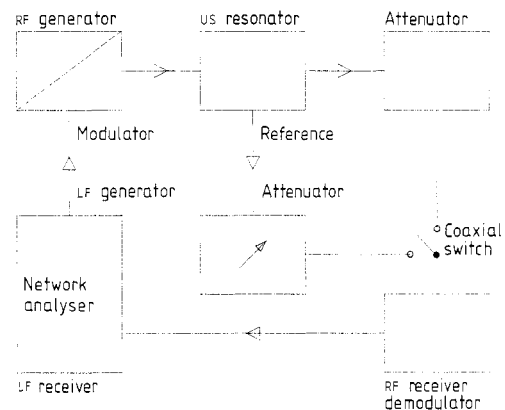 RF generator
US resonator
Attenuator
Modulator
Reference
LF generator
Attenuator
Coaxial
switch
Network
analyser
LF receiver
RF receiver
demodulator